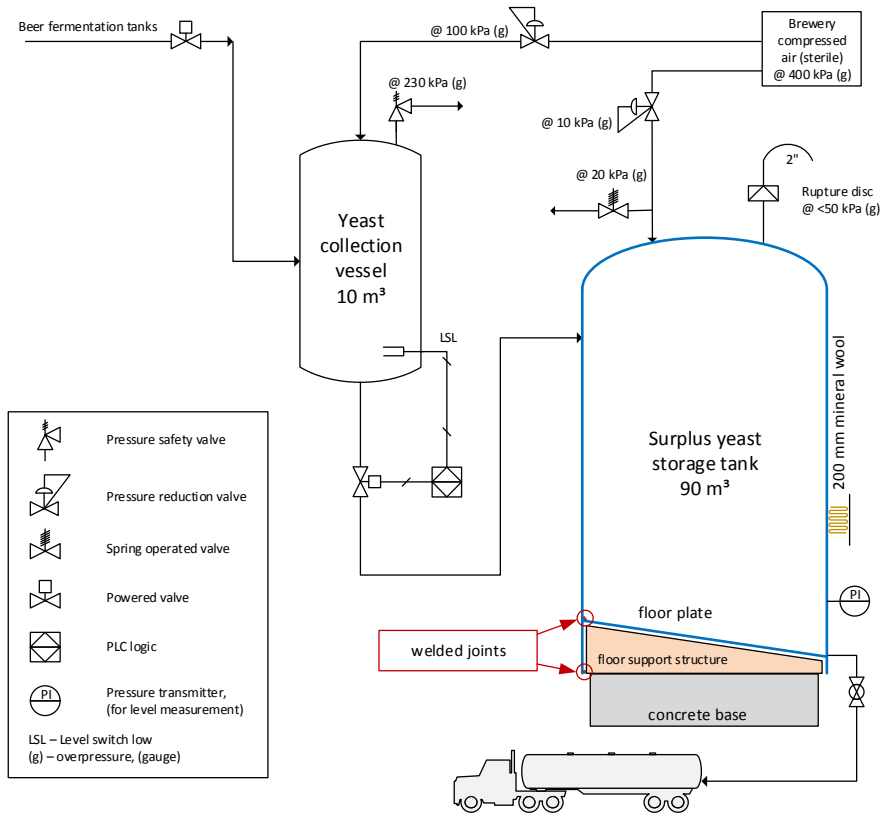 Beer fermentation tanks
@ 100 kPa (g)
Brewery
compressed
air (sterile)
@ 400 kPa (g)
@ 230 kPa (g)
@ 10 kPa (g)
2"
@ 20 kPa (g)
Rupture disc
@ <50 kPa (g)
Yeast
collection
vessel
10 m³
LSL
200 mm mineral wool
Surplus yeast
storage tank
90 m³
Pressure safety valve
Pressure reduction valve
Spring operated valve
Powered valve
PLC logic
PI
Pressure transmitter,
(for level measurement)
LSL – Level switch low
(g) – overpressure, (gauge)
PI
floor plate
welded joints
floor support structure
concrete base